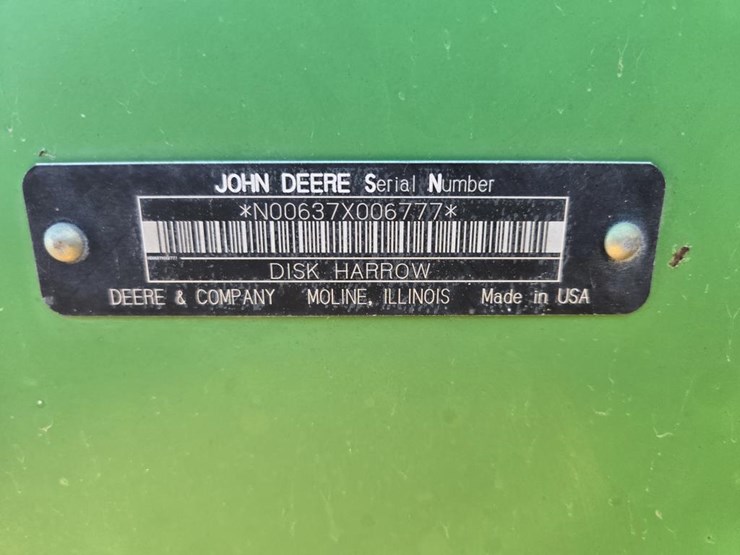 JOHN DEERE Serial Number
*N00637X006777*
DISK HARROW
DEERE & COMPANY MOLINE, ILLINOIS Made in USA